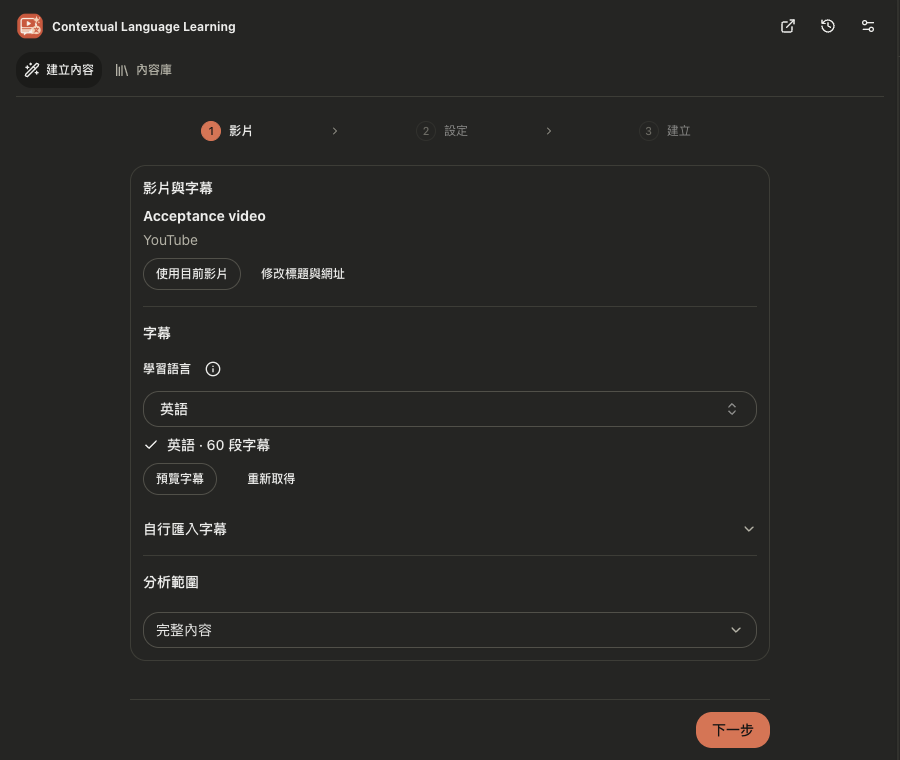 Contextual Language Learning
建立內容 內容庫
1 影片 2 設定 3 建立
影片與字幕
Acceptance video
YouTube
使用目前影片 修改標題與網址
字幕
學習語言
英語
英語 · 60 段字幕
預覽字幕 重新取得
自行匯入字幕
分析範圍
完整內容
下一步